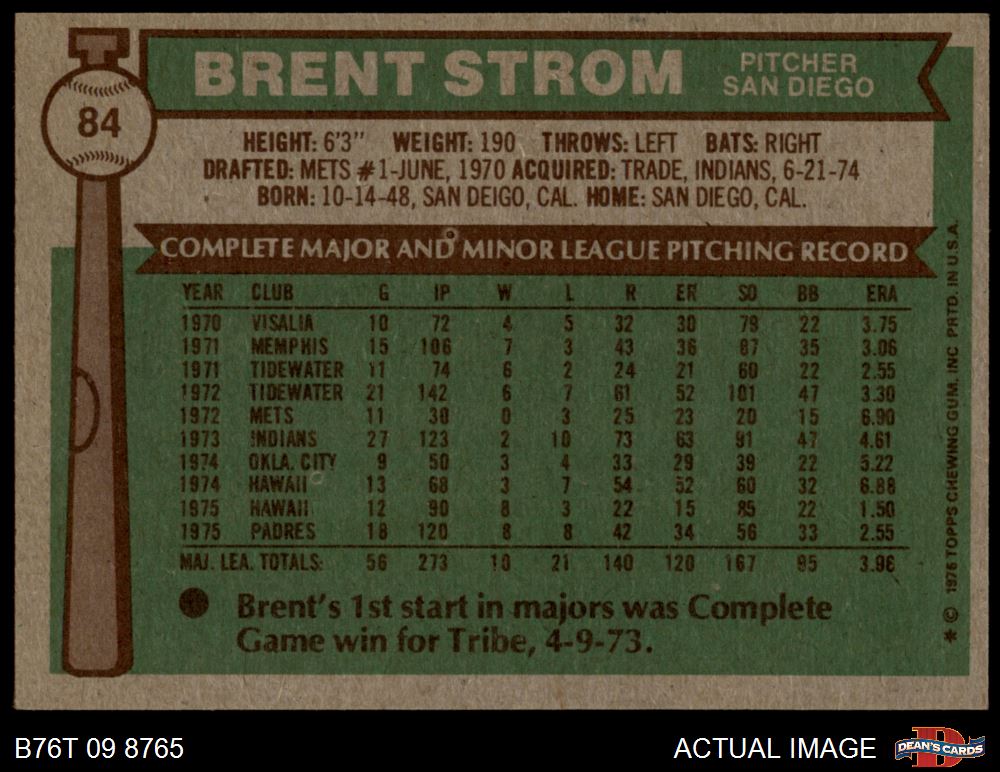 84
BRENT STROM
PITCHER
SAN DIEGO
HEIGHT: 6'3" WEIGHT: 190 THROWS: LEFT BATS: RIGHT
DRAFTED: METS #1-JUNE, 1970 ACQUIRED: TRADE, INDIANS, 6-21-74
BORN: 10-14-48, SAN DEIGO, CAL. HOME: SAN DIEGO, CAL.
COMPLETE MAJOR AND MINOR LEAGUE PITCHING RECORD
YEAR CLUB G IP W L R ER SO BB ERA
1970 VISALIA 10 72 4 5 32 30 79 22 3.75
1971 MEMPHIS 15 106 7 3 43 36 87 35 3.06
1971 TIDEWATER 11 74 6 2 24 21 60 22 2.55
1972 TIDEWATER 21 142 6 7 61 52 101 47 3.30
1972 METS 11 30 0 3 25 23 20 15 6.90
1973 INDIANS 27 123 2 10 73 63 91 47 4.61
1974 OKLA. CITY 9 50 3 4 33 29 39 22 5.22
1974 HAWAII 13 68 3 7 54 52 60 32 6.88
1975 HAWAII 12 90 8 3 22 15 85 22 1.50
1975 PADRES 18 120 8 8 42 34 56 33 2.55
MAJ. LEA. TOTALS: 56 273 10 21 140 120 167 95 3.96
Brent's 1st start in majors was Complete
Game win for Tribe, 4-9-73.
* © 1976 TOPPS CHEWING GUM, INC PRTD. IN U.S.A.
B76T 09 8765
ACTUAL IMAGE
D
DEAN'S CARDS